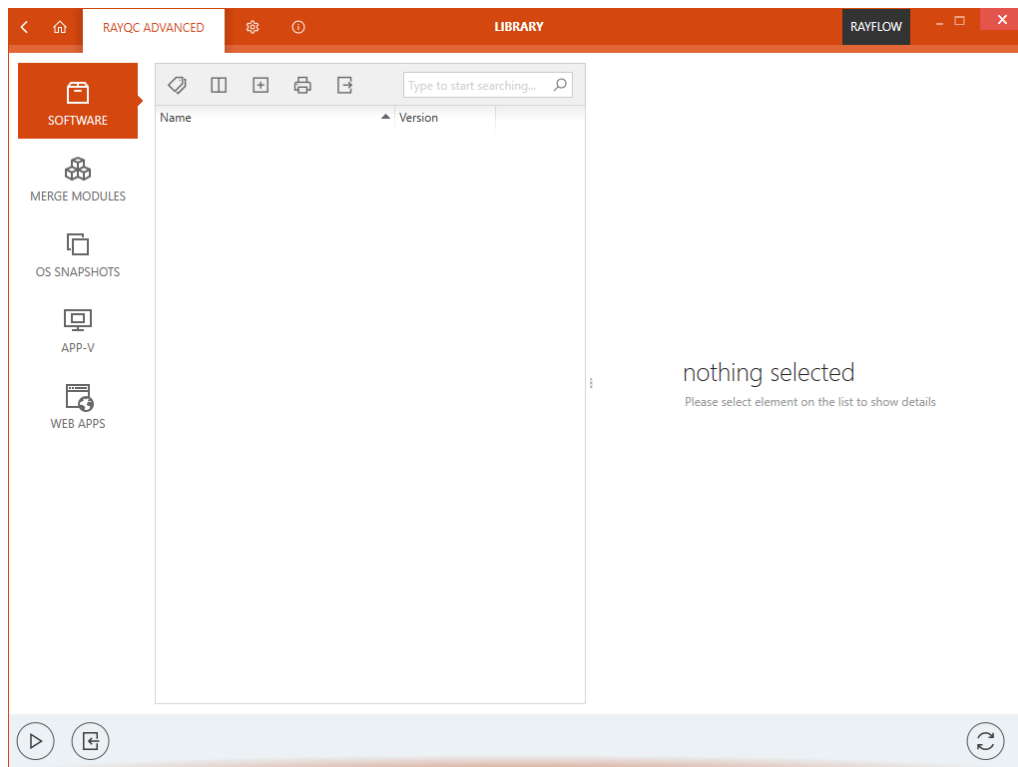 RAYQC ADVANCED
LIBRARY
RAYFLOW
SOFTWARE
MERGE MODULES
OS SNAPSHOTS
APP-V
WEB APPS
Type to start searching...
Name
Version
nothing selected
Please select element on the list to show details